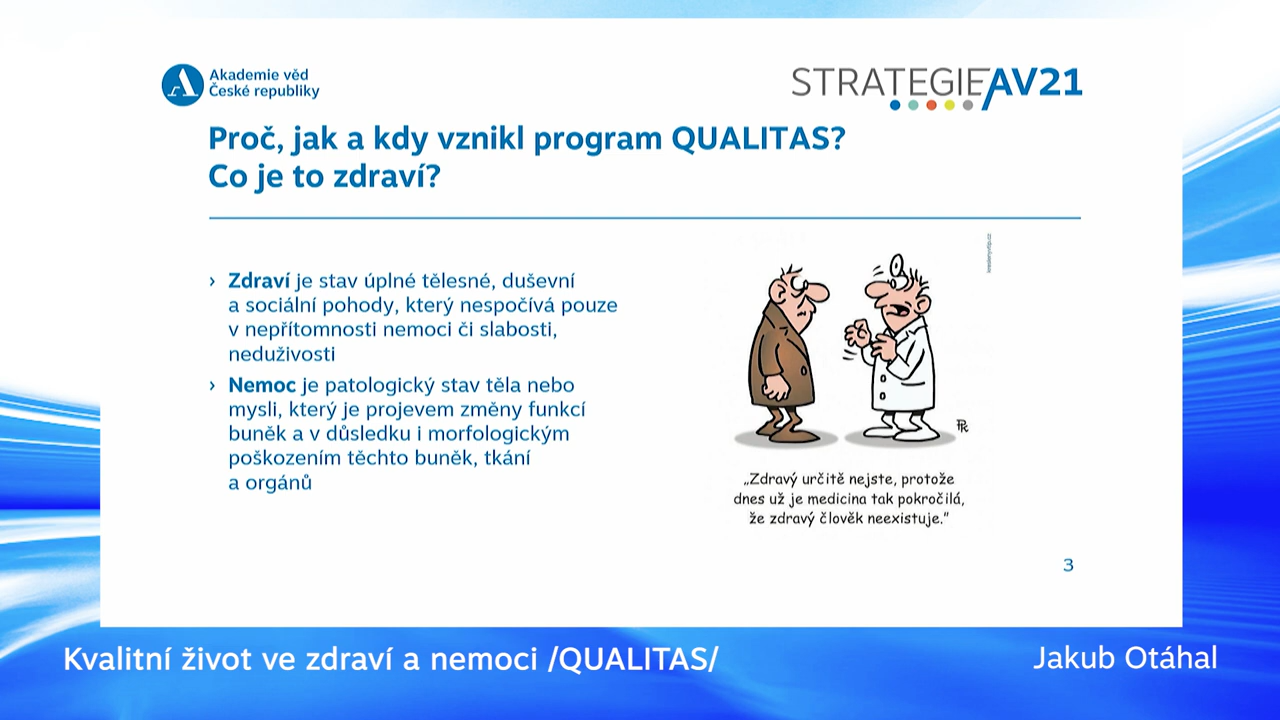 Akademie věd
České republiky
STRATEGIE AV21
Proč, jak a kdy vznikl program QUALITAS?
Co je to zdraví?
› Zdraví je stav úplné tělesné, duševní
a sociální pohody, který nespočívá pouze
v nepřítomnosti nemoci či slabosti,
neduživosti
› Nemoc je patologický stav těla nebo
mysli, který je projevem změny funkcí
buněk a v důsledku i morfologickým
poškozením těchto buněk, tkání
a orgánů
„Zdravý určitě nejste, protože
dnes už je medicina tak pokročilá,
že zdravý člověk neexistuje.”
3
Kvalitní život ve zdraví a nemoci /QUALITAS/
Jakub Otáhal